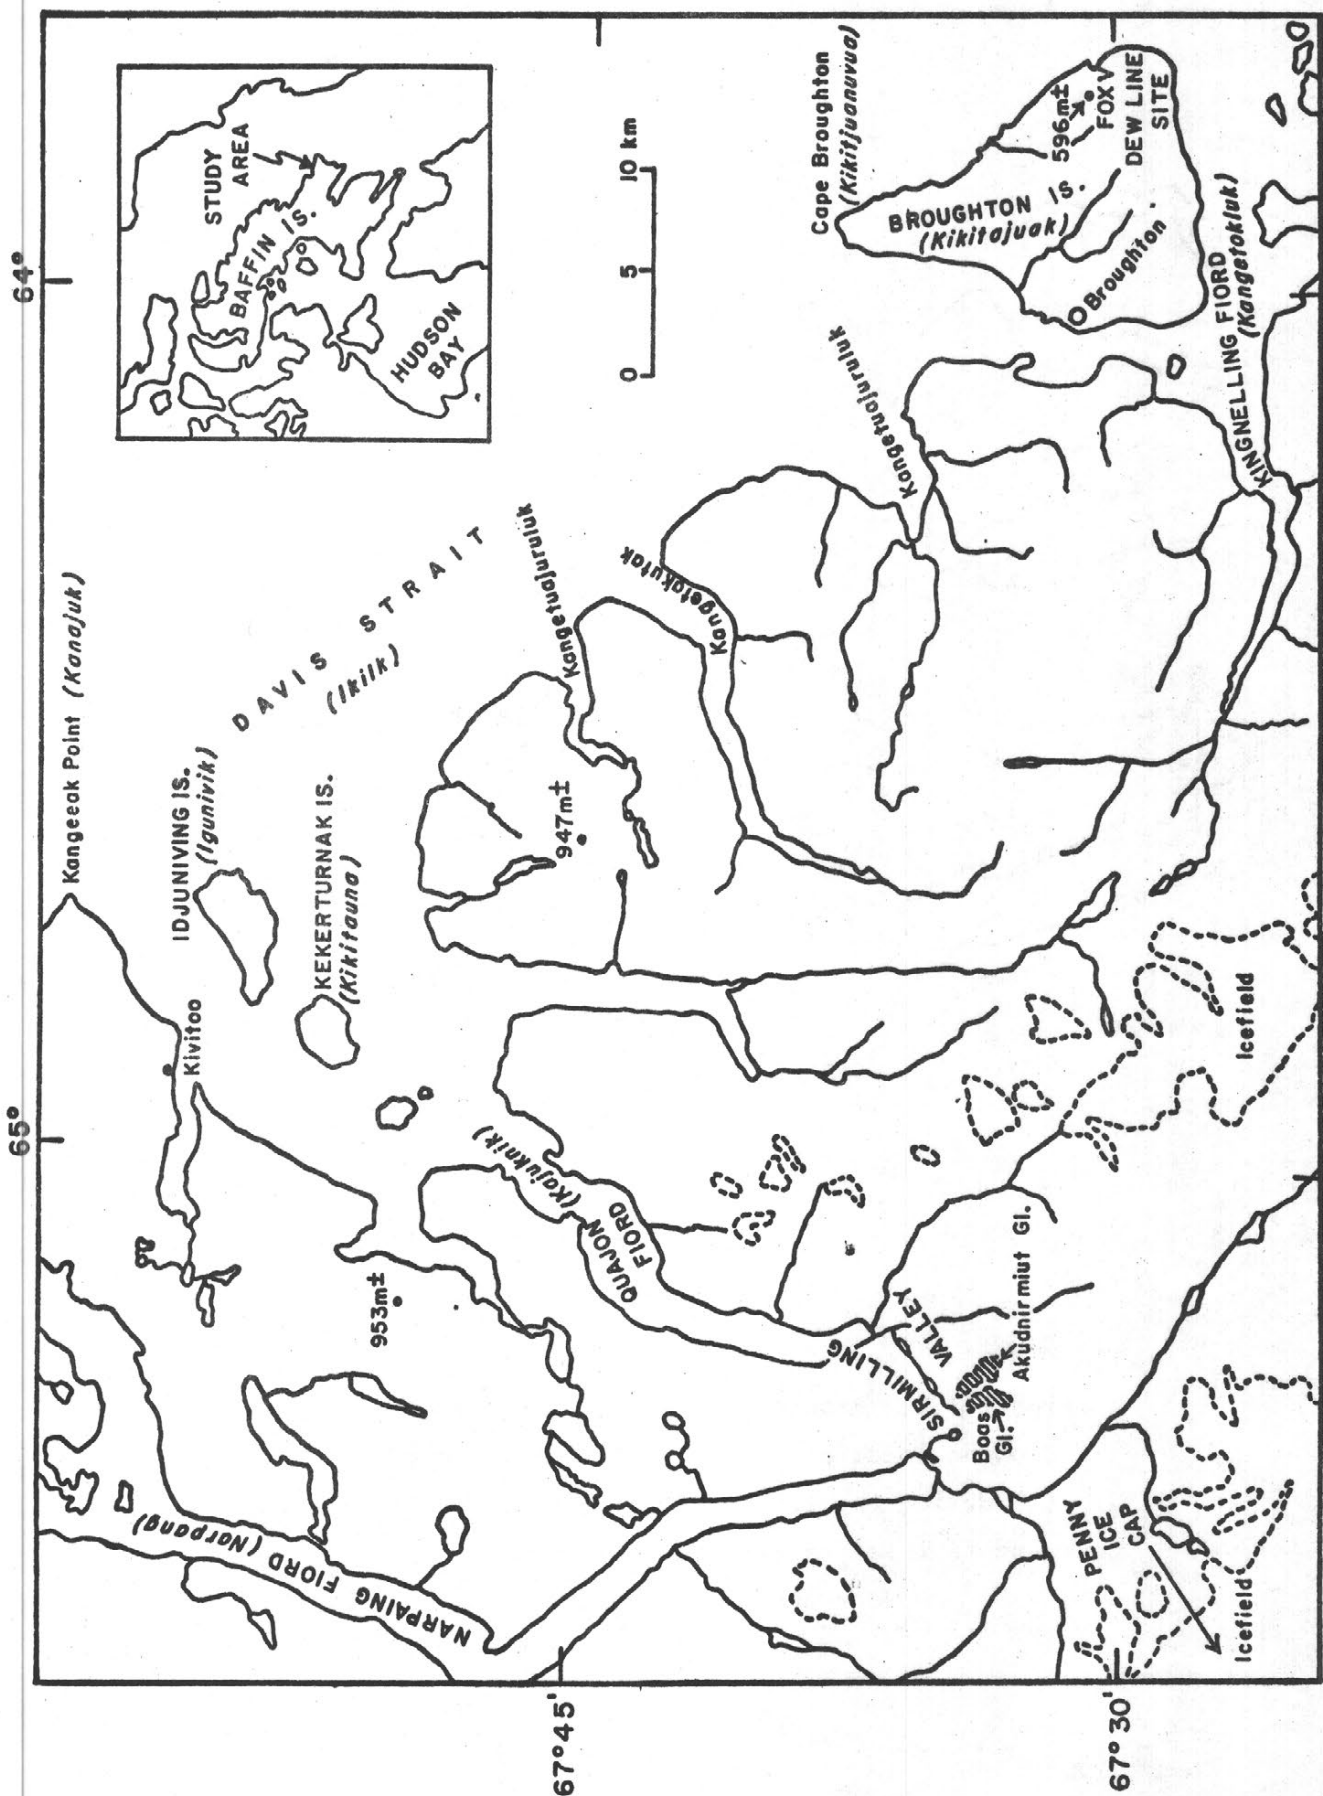 64°
65°
67°45'
67°30'
STUDY
AREA
BAFFIN IS.
HUDSON
BAY
0 5 10 km
Kangeeak Point (Kanajuk)
DAVIS STRAIT
(Ikilk)
IDJUNIVING IS.
(Igunivik)
KEKERTURNAK IS.
(Kikitauna)
Kivitoo
Kangetuajuruluk
Kangetakutak
Kangetuajuruluk
Cape Broughton
(Kikitjuanuvua)
BROUGHTON IS.
(Kikitajuak)
596m±
FOX V
DEW LINE
SITE
Broughton
KINGNELLING FIORD
(Kangetokluk)
947m±
953m±
QUAJON (Kajuknik)
FIORD
NARPAING FIORD (Narpang)
SIRMILLING
VALLEY
Akudnirmiut Gl.
Boas
Gl.
PENNY
ICE
CAP
Icefield
Icefield